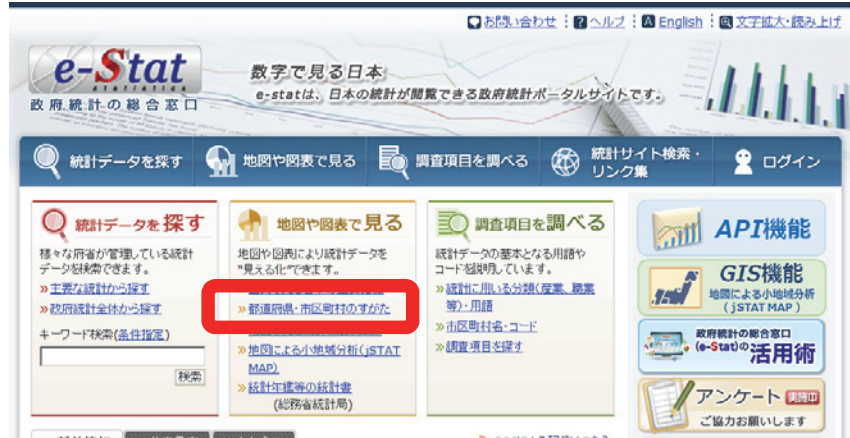 お問い合わせ ヘルプ English 文字拡大・読み上げ
e-Stat
statistics
政府統計の総合窓口
数字で見る日本
e-statは、日本の統計が閲覧できる政府統計ポータルサイトです。
統計データを探す
地図や図表で見る
調査項目を調べる
統計サイト検索・
リンク集
ログイン
統計データを探す
様々な府省が管理している統計
データを検索できます。
»主要な統計から探す
»政府統計全体から探す
キーワード検索(条件指定)
検索
地図や図表で見る
地図や図表により統計データを
"見える化"できます。
»都道府県・市区町村のすがた
»地図による小地域分析(jSTAT
MAP)
»統計年鑑等の統計書
(総務省統計局)
調査項目を調べる
統計データの基本となる用語や
コードを説明しています。
»統計に用いる分類(産業、職業
等)・用語
»市区町村名・コード
»調査項目を探す
API機能
GIS機能
地図による小地域分析
(jSTAT MAP)
政府統計の総合窓口
(e-Stat)の活用術
アンケート 実施中
ご協力お願いします